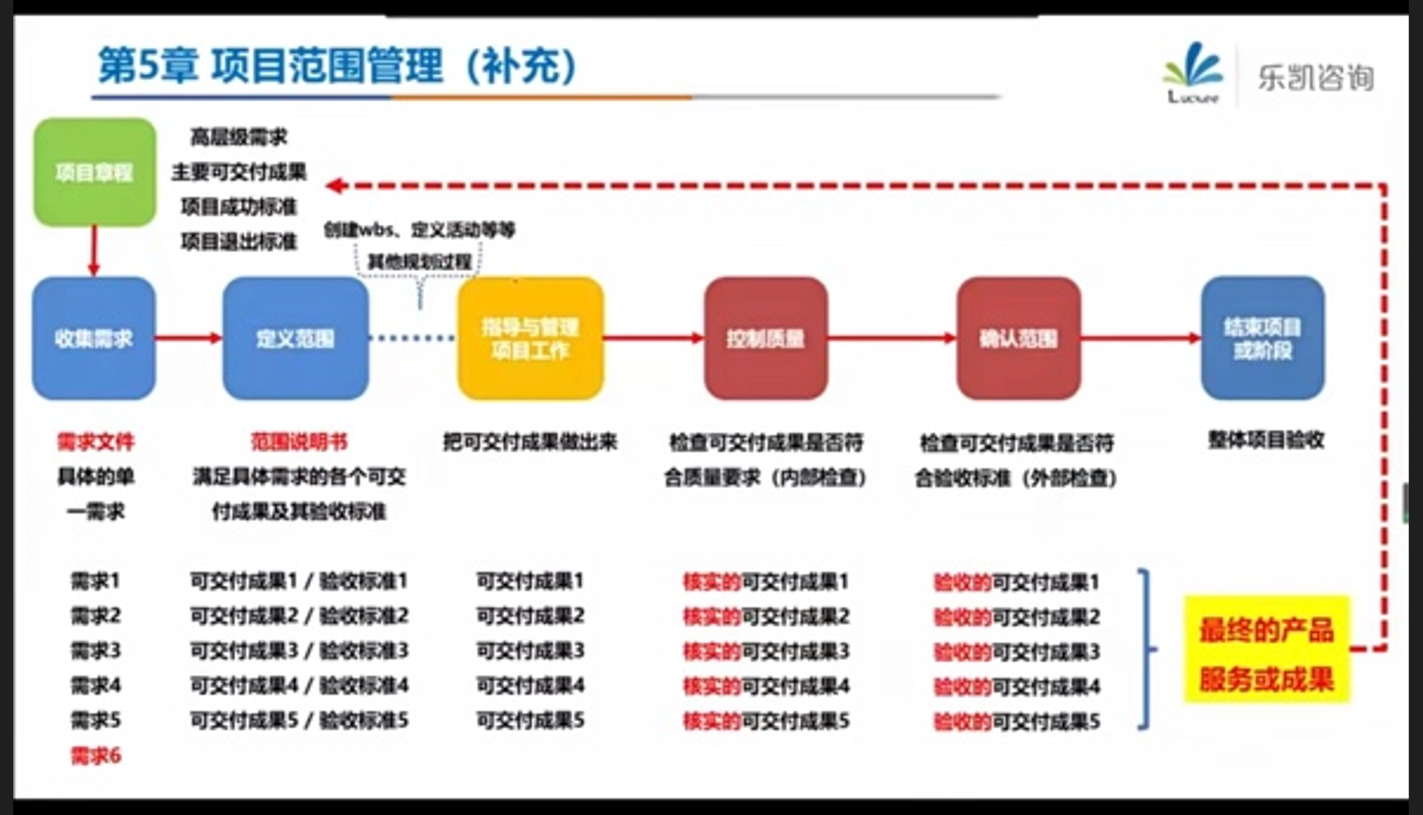 第5章 项目范围管理（补充）
乐凯咨询
项目章程
高层级需求
主要可交付成果
项目成功标准
项目退出标准
创建wbs、定义活动等等
其他规划过程
收集需求
定义范围
指导与管理
项目工作
控制质量
确认范围
结束项目
或阶段
需求文件
具体的单
一需求
范围说明书
满足具体需求的各个可交
付成果及其验收标准
把可交付成果做出来
检查可交付成果是否符
合质量要求（内部检查）
检查可交付成果是否符
合验收标准（外部检查）
整体项目验收
需求1 可交付成果1 / 验收标准1 可交付成果1 核实的可交付成果1 验收的可交付成果1
需求2 可交付成果2 / 验收标准2 可交付成果2 核实的可交付成果2 验收的可交付成果2
需求3 可交付成果3 / 验收标准3 可交付成果3 核实的可交付成果3 验收的可交付成果3
需求4 可交付成果4 / 验收标准4 可交付成果4 核实的可交付成果4 验收的可交付成果4
需求5 可交付成果5 / 验收标准5 可交付成果5 核实的可交付成果5 验收的可交付成果5
需求6
最终的产品
服务或成果